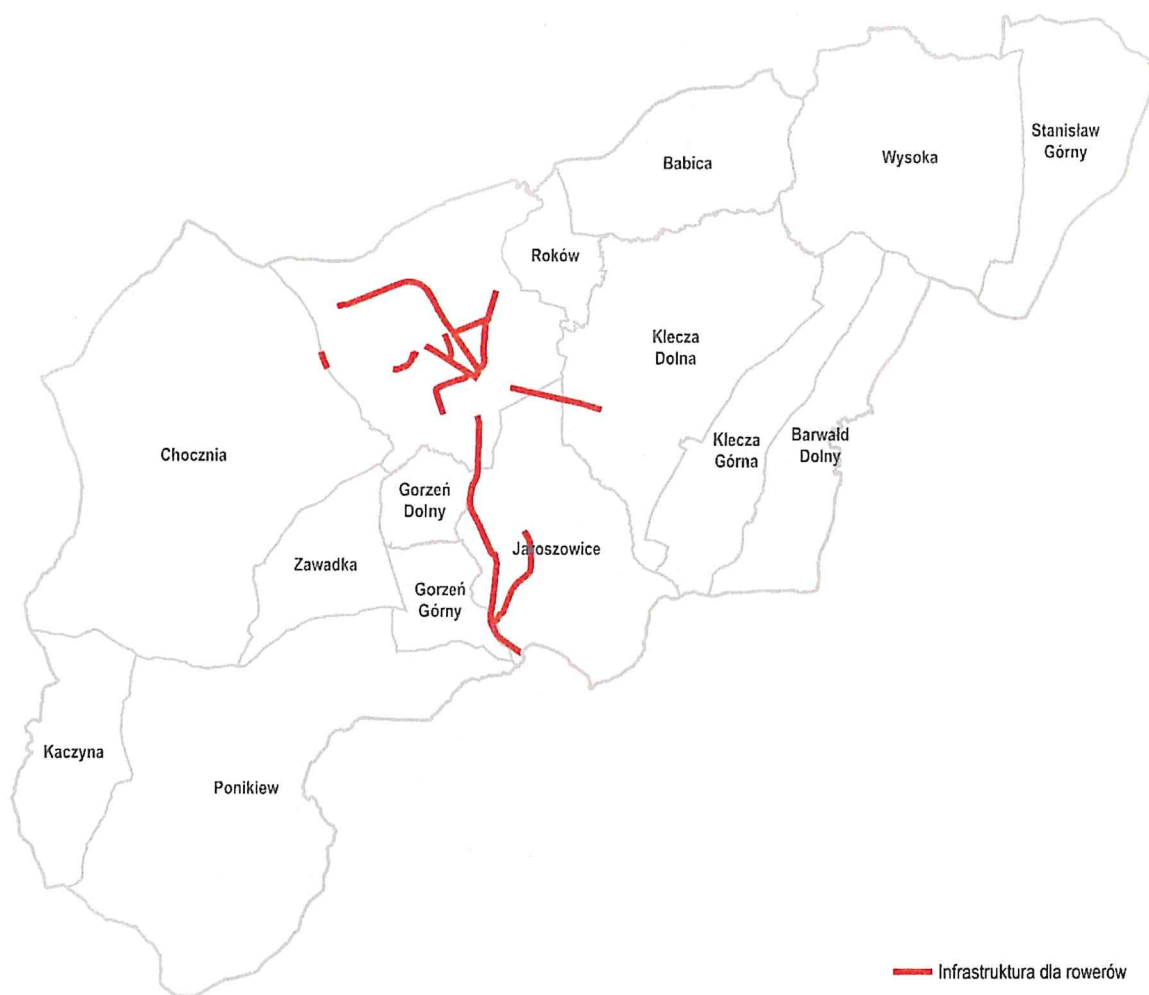 Stanisław
Górny
Wysoka
Babica
Roków
Klecza
Dolna
Chocznia
Klecza
Górna
Barwałd
Dolny
Gorzeń
Dolny
Jaroszowice
Zawadka
Gorzeń
Górny
Kaczyna
Ponikiew
Infrastruktura dla rowerów